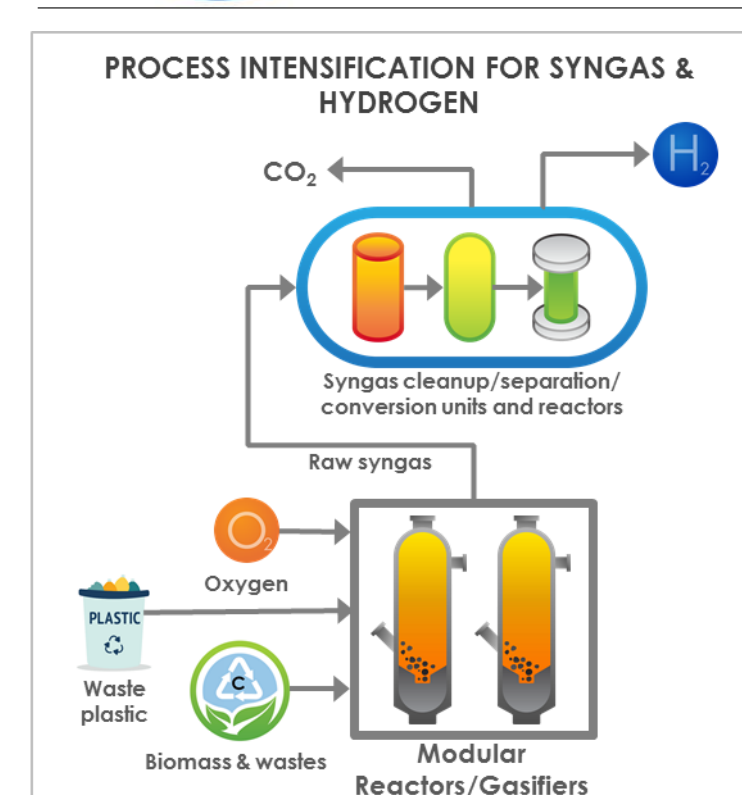 PROCESS INTENSIFICATION FOR SYNGAS &
HYDROGEN
CO₂
H₂
Syngas cleanup/separation/
conversion units and reactors
Raw syngas
O₂
Oxygen
PLASTIC
Waste
plastic
C
Biomass & wastes
Modular
Reactors/Gasifiers